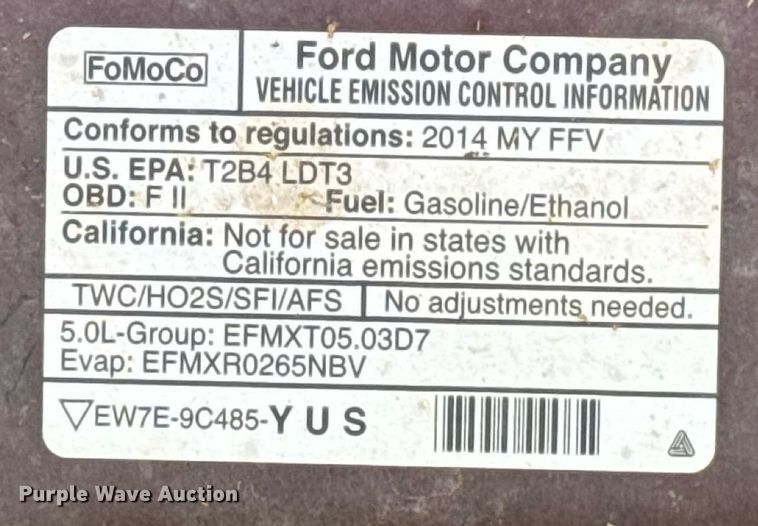 FoMoCo
Ford Motor Company
VEHICLE EMISSION CONTROL INFORMATION
Conforms to regulations: 2014 MY FFV
U.S. EPA: T2B4 LDT3
OBD: F II Fuel: Gasoline/Ethanol
California: Not for sale in states with
California emissions standards.
TWC/HO2S/SFI/AFS No adjustments needed.
5.0L-Group: EFMXT05.03D7
Evap: EFMXR0265NBV
EW7E-9C485-YUS
Purple Wave Auction